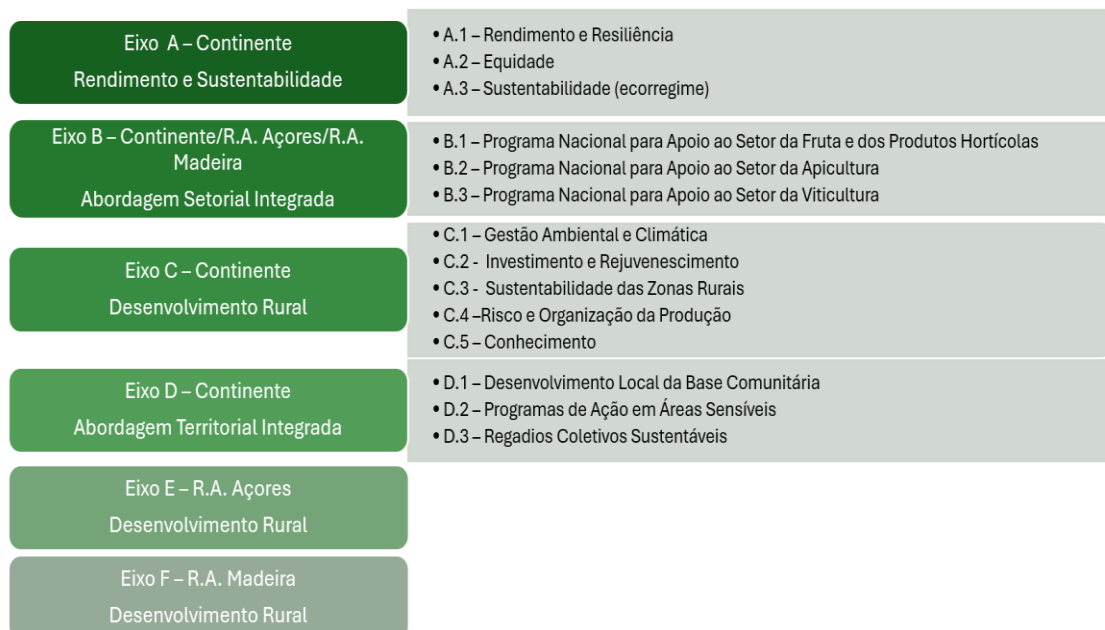 Eixo A – Continente
Rendimento e Sustentabilidade
• A.1 – Rendimento e Resiliência
• A.2 – Equidade
• A.3 – Sustentabilidade (ecorregime)
Eixo B – Continente/R.A. Açores/R.A.
Madeira
Abordagem Setorial Integrada
• B.1 – Programa Nacional para Apoio ao Setor da Fruta e dos Produtos Hortícolas
• B.2 – Programa Nacional para Apoio ao Setor da Apicultura
• B.3 – Programa Nacional para Apoio ao Setor da Viticultura
Eixo C – Continente
Desenvolvimento Rural
• C.1 – Gestão Ambiental e Climática
• C.2 - Investimento e Rejuvenescimento
• C.3 - Sustentabilidade das Zonas Rurais
• C.4 –Risco e Organização da Produção
• C.5 – Conhecimento
Eixo D – Continente
Abordagem Territorial Integrada
• D.1 – Desenvolvimento Local da Base Comunitária
• D.2 – Programas de Ação em Áreas Sensíveis
• D.3 – Regadios Coletivos Sustentáveis
Eixo E – R.A. Açores
Desenvolvimento Rural
Eixo F – R.A. Madeira
Desenvolvimento Rural